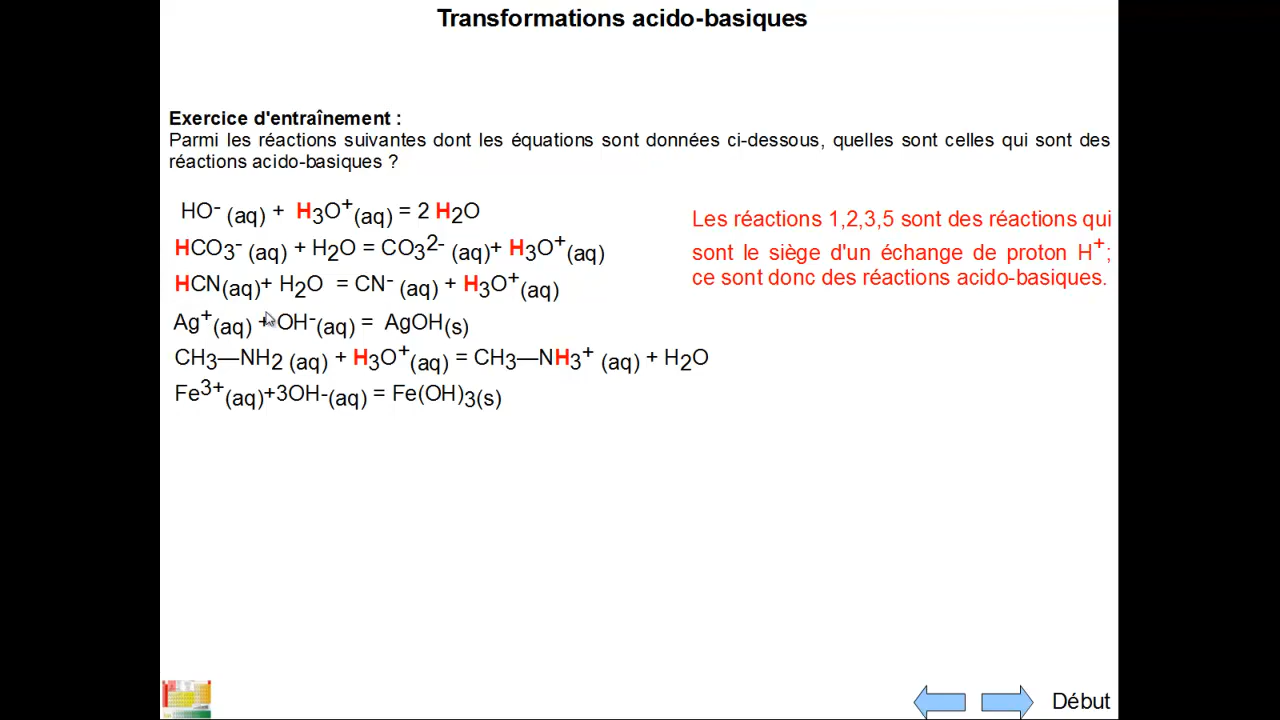 Transformations acido-basiques
Exercice d'entraînement :
Parmi les réactions suivantes dont les équations sont données ci-dessous, quelles sont celles qui sont des
réactions acido-basiques ?
HO⁻ (aq) + H₃O⁺(aq) = 2 H₂O
HCO₃⁻ (aq) + H₂O = CO₃²⁻ (aq)+ H₃O⁺(aq)
HCN(aq)+ H₂O = CN⁻ (aq) + H₃O⁺(aq)
Ag⁺(aq) + OH⁻(aq) = AgOH(s)
CH₃—NH₂ (aq) + H₃O⁺(aq) = CH₃—NH₃⁺ (aq) + H₂O
Fe³⁺(aq)+3OH-(aq) = Fe(OH)₃(s)
Les réactions 1,2,3,5 sont des réactions qui
sont le siège d'un échange de proton H⁺;
ce sont donc des réactions acido-basiques.
Début